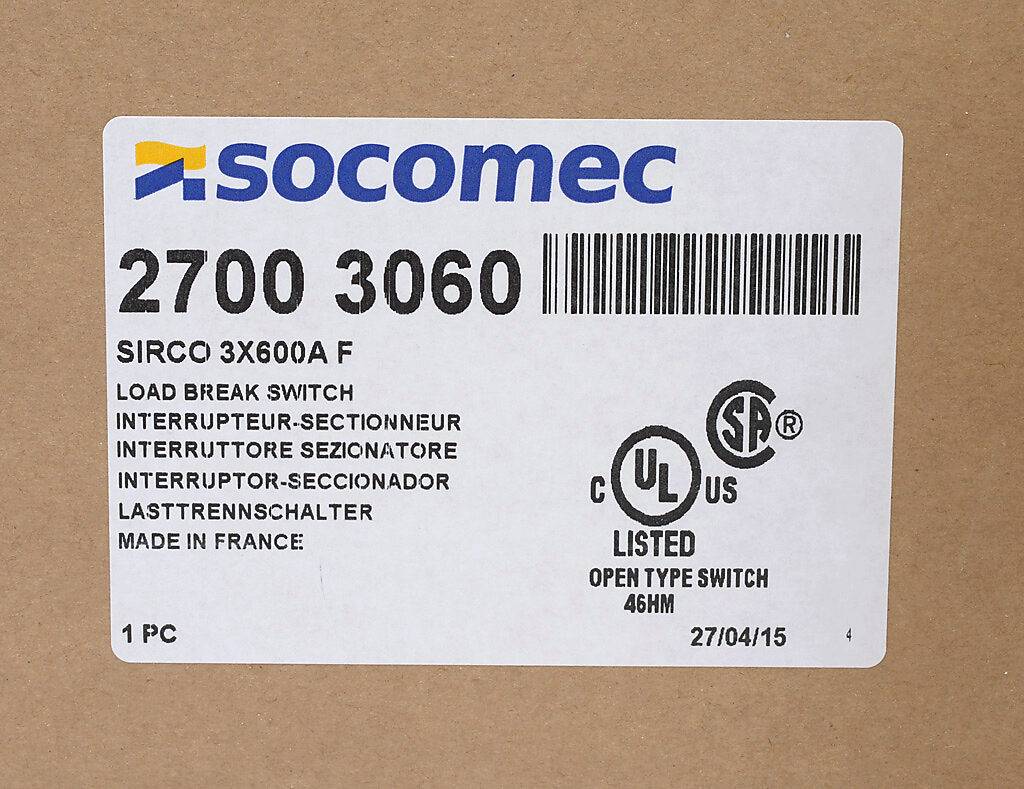 socomec
2700 3060
SIRCO 3X600A F
LOAD BREAK SWITCH
INTERRUPTEUR-SECTIONNEUR
INTERRUTTORE SEZIONATORE
INTERRUPTOR-SECCIONADOR
LASTTRENNSCHALTER
MADE IN FRANCE
SA ®
C UL US
LISTED
OPEN TYPE SWITCH
46HM
1 PC
27/04/15
4